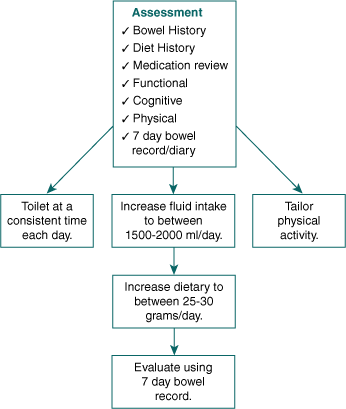 Assessment
✓ Bowel History
✓ Diet History
✓ Medication review
✓ Functional
✓ Cognitive
✓ Physical
✓ 7 day bowel
record/diary
Toilet at a
consistent time
each day.
Increase fluid intake
to between
1500-2000 ml/day.
Tailor
physical
activity.
Increase dietary to
between 25-30
grams/day.
Evaluate using
7 day bowel
record.